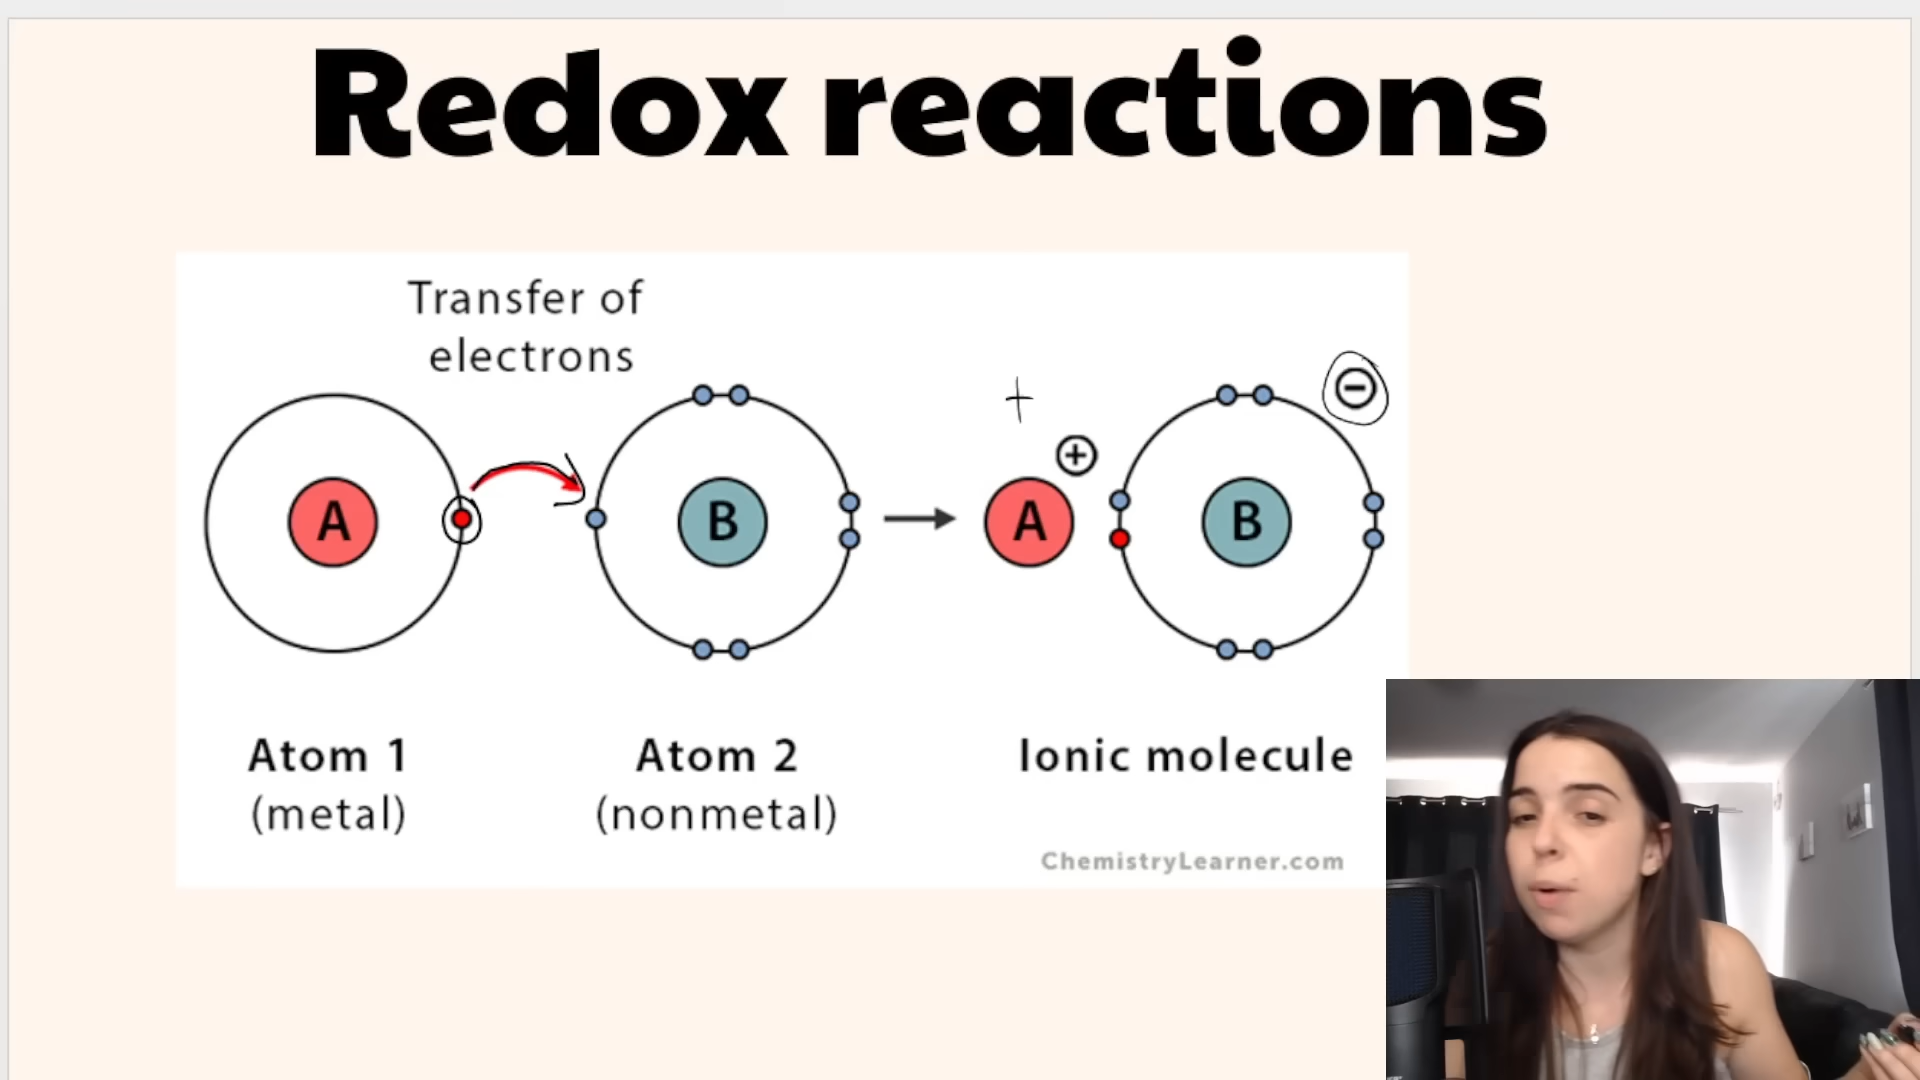 Redox reactions
Transfer of
electrons
+
⊖
⊕
A
B
A
B
Atom 1
(metal)
Atom 2
(nonmetal)
Ionic molecule
ChemistryLearner.com